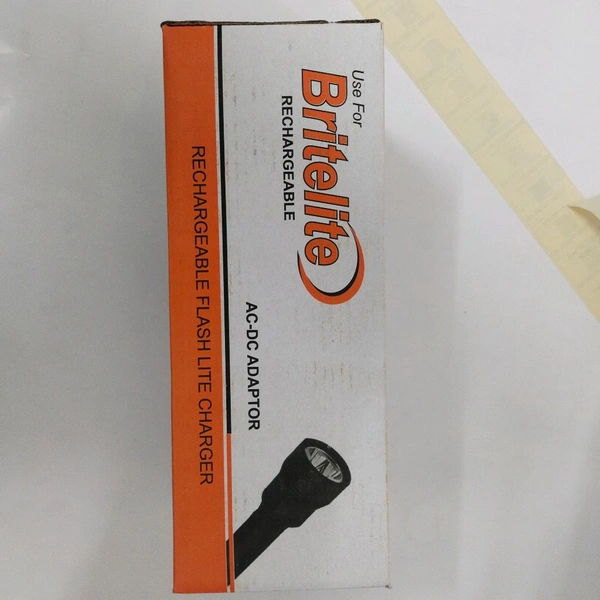 Use For
Britelite
RECHARGEABLE
AC-DC ADAPTOR
RECHARGEABLE FLASH LITE CHARGER